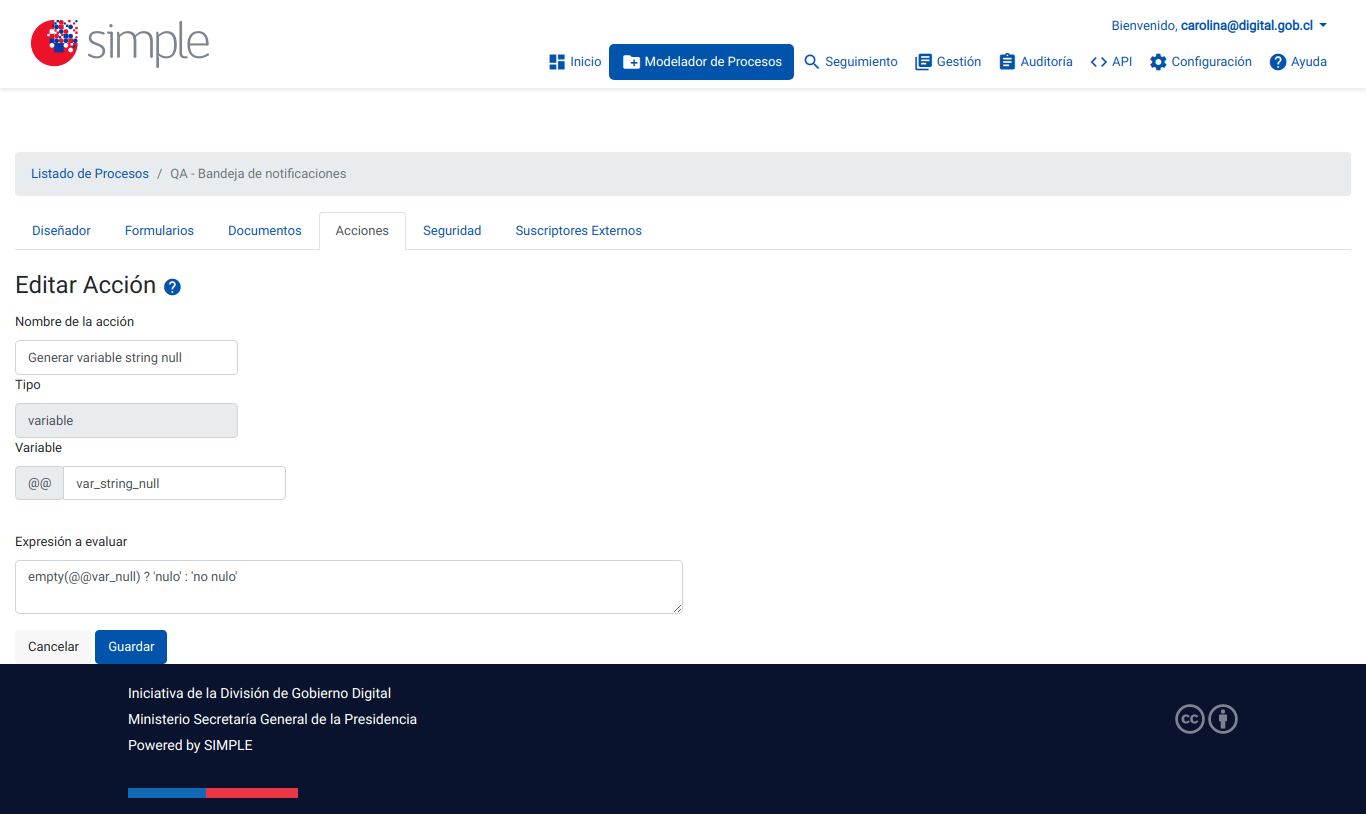 simple
Bienvenido, carolina@digital.gob.cl
Inicio Modelador de Procesos Seguimiento Gestión Auditoría API Configuración Ayuda
Listado de Procesos / QA - Bandeja de notificaciones
Diseñador Formularios Documentos Acciones Seguridad Suscriptores Externos
Editar Acción ?
Nombre de la acción
Generar variable string null
Tipo
variable
Variable
@@ var_string_null
Expresión a evaluar
empty(@@var_null) ? 'nulo' : 'no nulo'
Cancelar Guardar
Iniciativa de la División de Gobierno Digital
Ministerio Secretaría General de la Presidencia
cc
Powered by SIMPLE